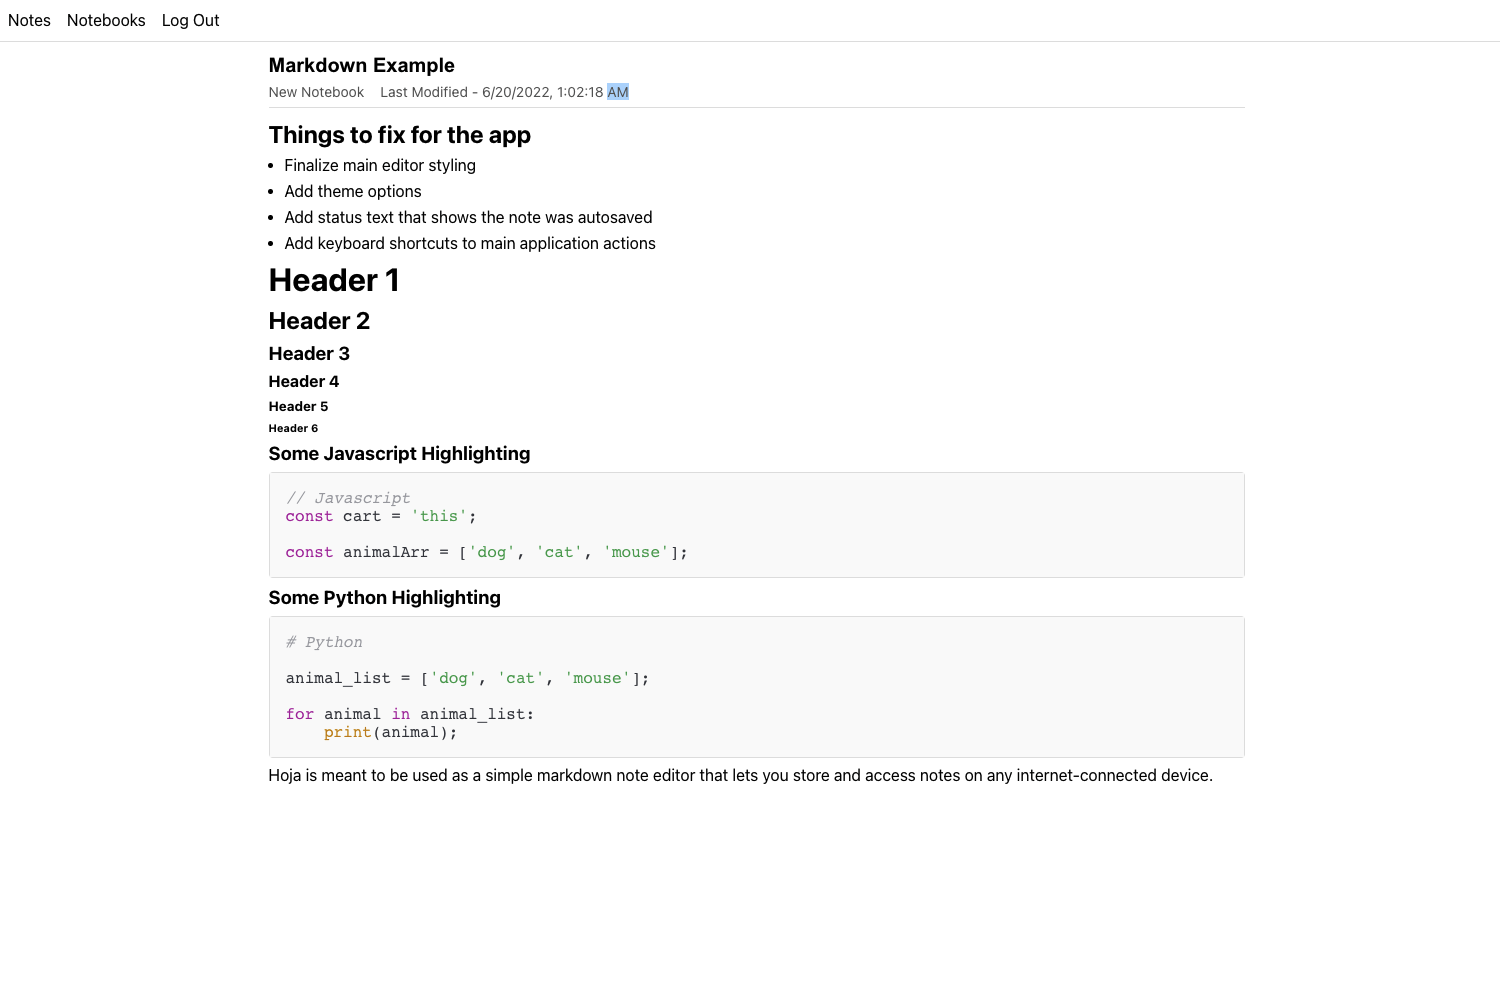 Notes Notebooks Log Out
Markdown Example
New Notebook Last Modified - 6/20/2022, 1:02:18 AM
Things to fix for the app
• Finalize main editor styling
• Add theme options
• Add status text that shows the note was autosaved
• Add keyboard shortcuts to main application actions
Header 1
Header 2
Header 3
Header 4
Header 5
Header 6
Some Javascript Highlighting
// Javascript
const cart = 'this';
const animalArr = ['dog', 'cat', 'mouse'];
Some Python Highlighting
# Python
animal_list = ['dog', 'cat', 'mouse'];
for animal in animal_list:
    print(animal);
Hoja is meant to be used as a simple markdown note editor that lets you store and access notes on any internet-connected device.